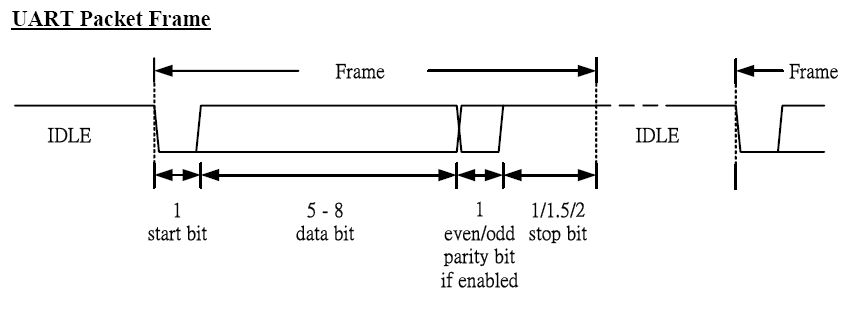 UART Packet Frame
Frame
Frame
IDLE
IDLE
1
start bit
5 - 8
data bit
1
even/odd
parity bit
if enabled
1/1.5/2
stop bit